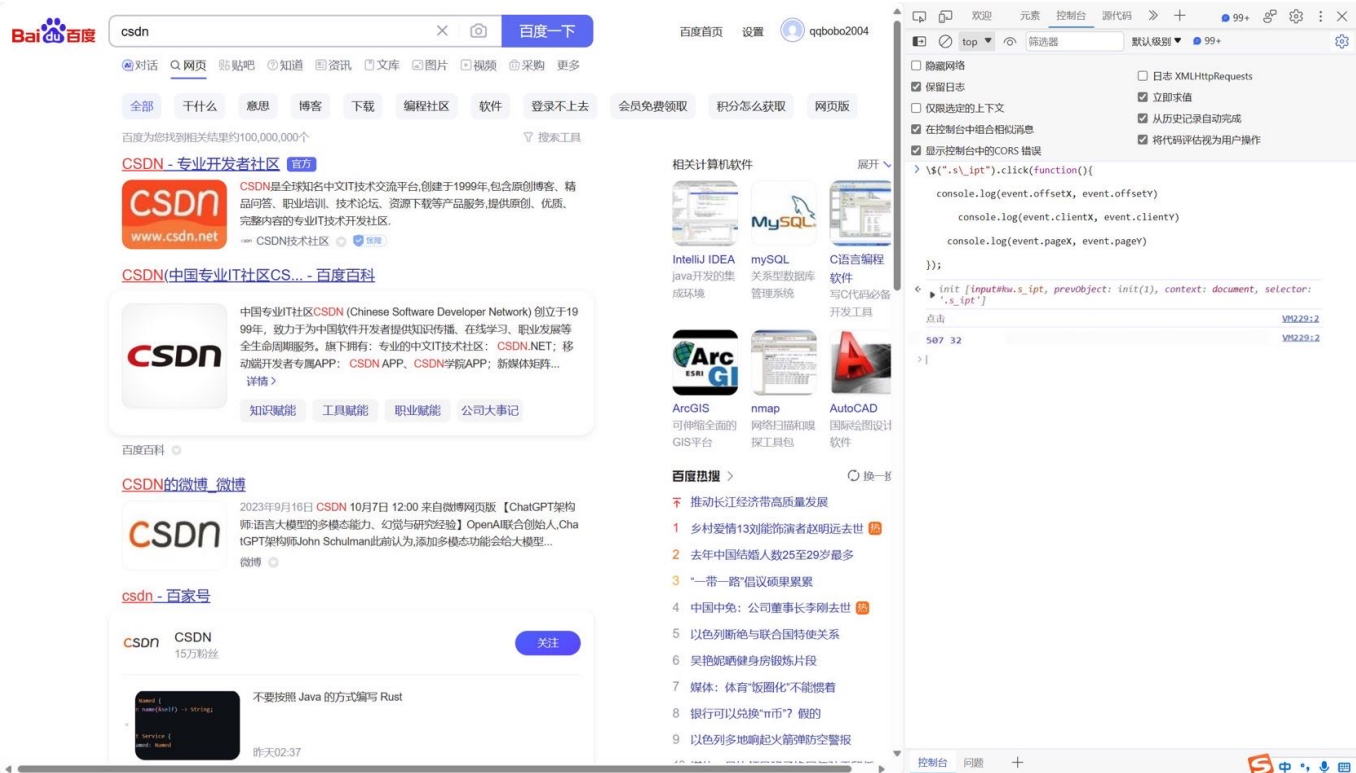 Bai du 百度
csdn
百度一下
百度首页 设置 qqbobo2004
对话 网页 贴吧 知道 资讯 文库 图片 视频 采购 更多
全部 干什么 意思 博客 下载 编程社区 软件 登录不上去 会员免费领取 积分怎么获取 网页版
百度为您找到相关结果约100,000,000个 搜索工具
CSDN - 专业开发者社区 官方
CSDN
www.csdn.net
CSDN是全球知名中文IT技术交流平台,创建于1999年,包含原创博客、精
品问答、职业培训、技术论坛、资源下载等产品服务,提供原创、优质、
完整内容的专业IT技术开发社区.
CSDN技术社区 保障
CSDN(中国专业IT社区CS... - 百度百科
CSDN
中国专业IT社区CSDN (Chinese Software Developer Network) 创立于19
99年，致力于为中国软件开发者提供知识传播、在线学习、职业发展等
全生命周期服务。旗下拥有：专业的中文IT技术社区： CSDN.NET；移
动端开发者专属APP： CSDN APP、CSDN学院APP；新媒体矩阵...
详情
知识赋能 工具赋能 职业赋能 公司大事记
百度百科
CSDN的微博_微博
CSDN
2023年9月16日 CSDN 10月7日 12:00 来自微博网页版 【ChatGPT架构
师:语言大模型的多模态能力、幻觉与研究经验】OpenAI联合创始人,Cha
tGPT架构师John Schulman此前认为,添加多模态功能会给大模型...
微博
csdn - 百家号
CSDN
CSDN
15万粉丝
关注
不要按照 Java 的方式编写 Rust
昨天02:37
Named {
name(&self) -> String;
Service {
amed: Named
相关计算机软件 展开
MySQL
IntelliJ IDEA mySQL C语言编程
软件
java开发的集
成环境
关系型数据库
管理系统
写C代码必备
开发工具
Arc
ESRI GI
ArcGIS nmap AutoCAD
可伸缩全面的
GIS平台
网络扫描和嗅
探工具包
国际绘图设计
软件
百度热搜 换一换
推动长江经济带高质量发展
1 乡村爱情13刘能饰演者赵明远去世 热
2 去年中国结婚人数25至29岁最多
3 “一带一路”倡议硕果累累
4 中国中免：公司董事长李刚去世 热
5 以色列断绝与联合国特使关系
6 吴艳妮晒健身房锻炼片段
7 媒体：体育“饭圈化”不能惯着
8 银行可以兑换“π币”？假的
9 以色列多地响起火箭弹防空警报
欢迎 元素 控制台 源代码 99+
top 筛选器 默认级别 99+
隐藏网络
保留日志
仅限选定的上下文
在控制台中组合相似消息
显示控制台中的CORS 错误
日志 XMLHttpRequests
立即求值
从历史记录自动完成
将代码评估视为用户操作
\$(".s\_ipt").click(function(){
console.log(event.offsetX, event.offsetY)
console.log(event.clientX, event.clientY)
console.log(event.pageX, event.pageY)
});
init [input#kw.s_ipt, prevObject: init(1), context: document, selector:
'.s_ipt']
点击 VM229:2
507 32 VM229:2
控制台 问题
中